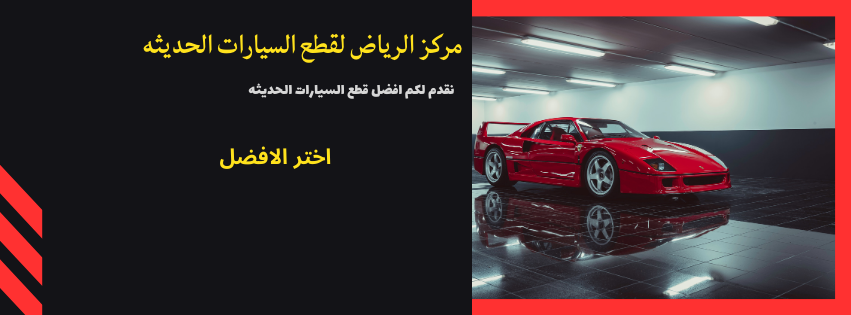 مركز الرياض لقطع السيارات الحديثه
نقدم لكم افضل قطع السيارات الحديثه
اختر الافضل